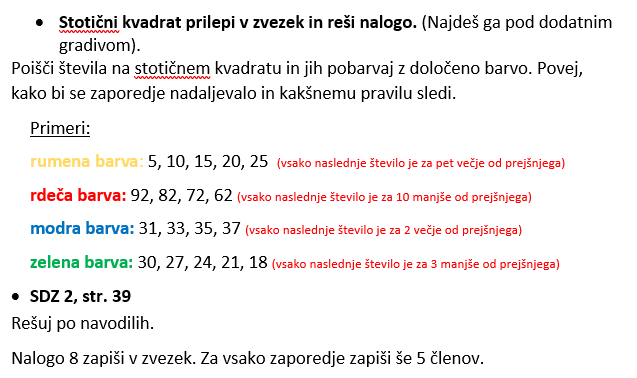 • Stotični kvadrat prilepi v zvezek in reši nalogo. (Najdeš ga pod dodatnim
gradivom).
Poišči števila na stotičnem kvadratu in jih pobarvaj z določeno barvo. Povej,
kako bi se zaporedje nadaljevalo in kakšnemu pravilu sledi.
Primeri:
rumena barva: 5, 10, 15, 20, 25 (vsako naslednje število je za pet večje od prejšnjega)
rdeča barva: 92, 82, 72, 62 (vsako naslednje število je za 10 manjše od prejšnjega)
modra barva: 31, 33, 35, 37 (vsako naslednje število je za 2 večje od prejšnjega)
zelena barva: 30, 27, 24, 21, 18 (vsako naslednje število je za 3 manjše od prejšnjega)
• SDZ 2, str. 39
Rešuj po navodilih.
Nalogo 8 zapiši v zvezek. Za vsako zaporedje zapiši še 5 členov.